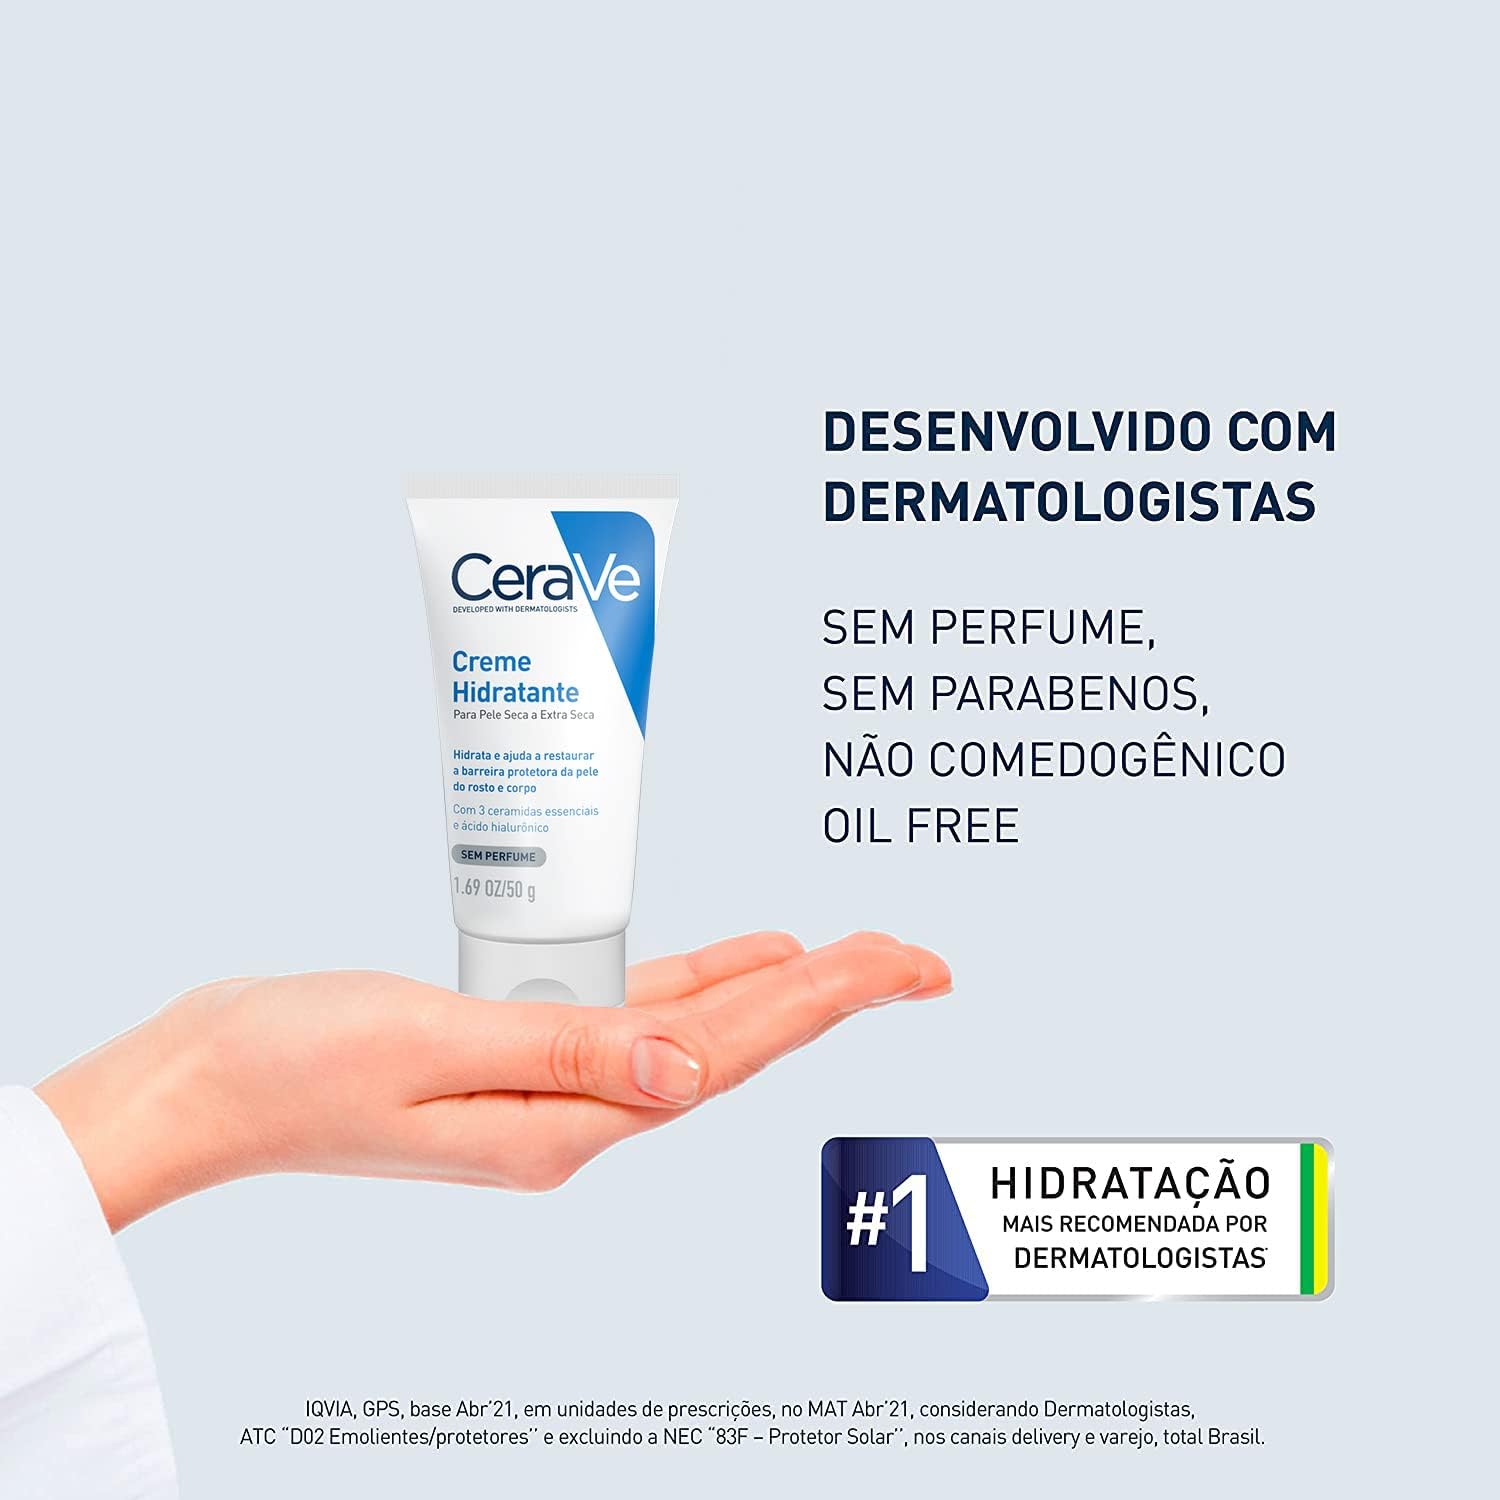 DESENVOLVIDO COM
DERMATOLOGISTAS
SEM PERFUME,
SEM PARABENOS,
NÃO COMEDOGÊNICO
OIL FREE
CeraVe
DEVELOPED WITH DERMATOLOGISTS
Creme
Hidratante
Para Pele Seca a Extra Seca
Hidrata e ajuda a restaurar
a barreira protetora da pele
do rosto e corpo
Com 3 ceramidas essenciais
e ácido hialurônico
SEM PERFUME
1.69 OZ/50 g
#1
HIDRATAÇÃO
MAIS RECOMENDADA POR
DERMATOLOGISTAS*
IQVIA, GPS, base Abr'21, em unidades de prescrições, no MAT Abr'21, considerando Dermatologistas,
ATC “D02 Emolientes/protetores’’ e excluindo a NEC “83F – Protetor Solar’’, nos canais delivery e varejo, total Brasil.